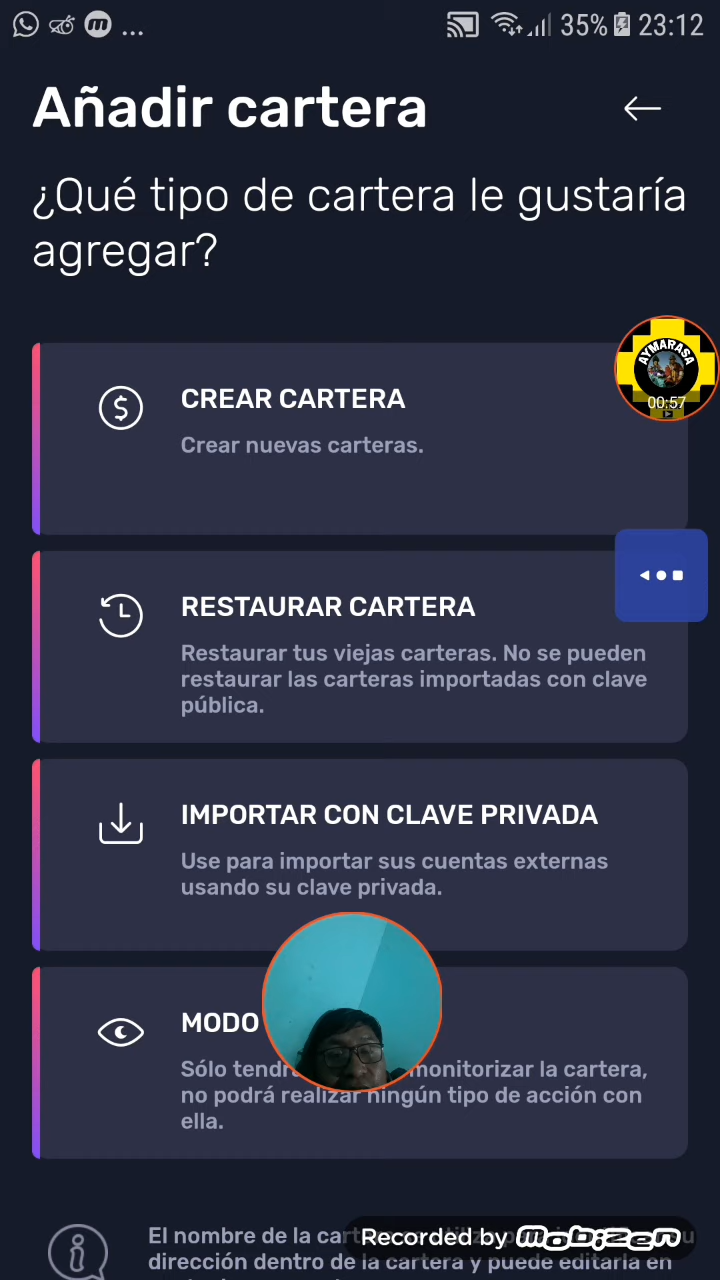 35% 23:12
Añadir cartera
¿Qué tipo de cartera le gustaría
agregar?
AYMARASA
00:57
CREAR CARTERA
Crear nuevas carteras.
RESTAURAR CARTERA
Restaurar tus viejas carteras. No se pueden
restaurar las carteras importadas con clave
pública.
IMPORTAR CON CLAVE PRIVADA
Use para importar sus cuentas externas
usando su clave privada.
MODO
Sólo monitorizar la cartera,
no podrá realizar ningún tipo de acción con
ella.
El nombre de la
Recorded by mobizen
dirección dentro de la cartera y puede editarla en